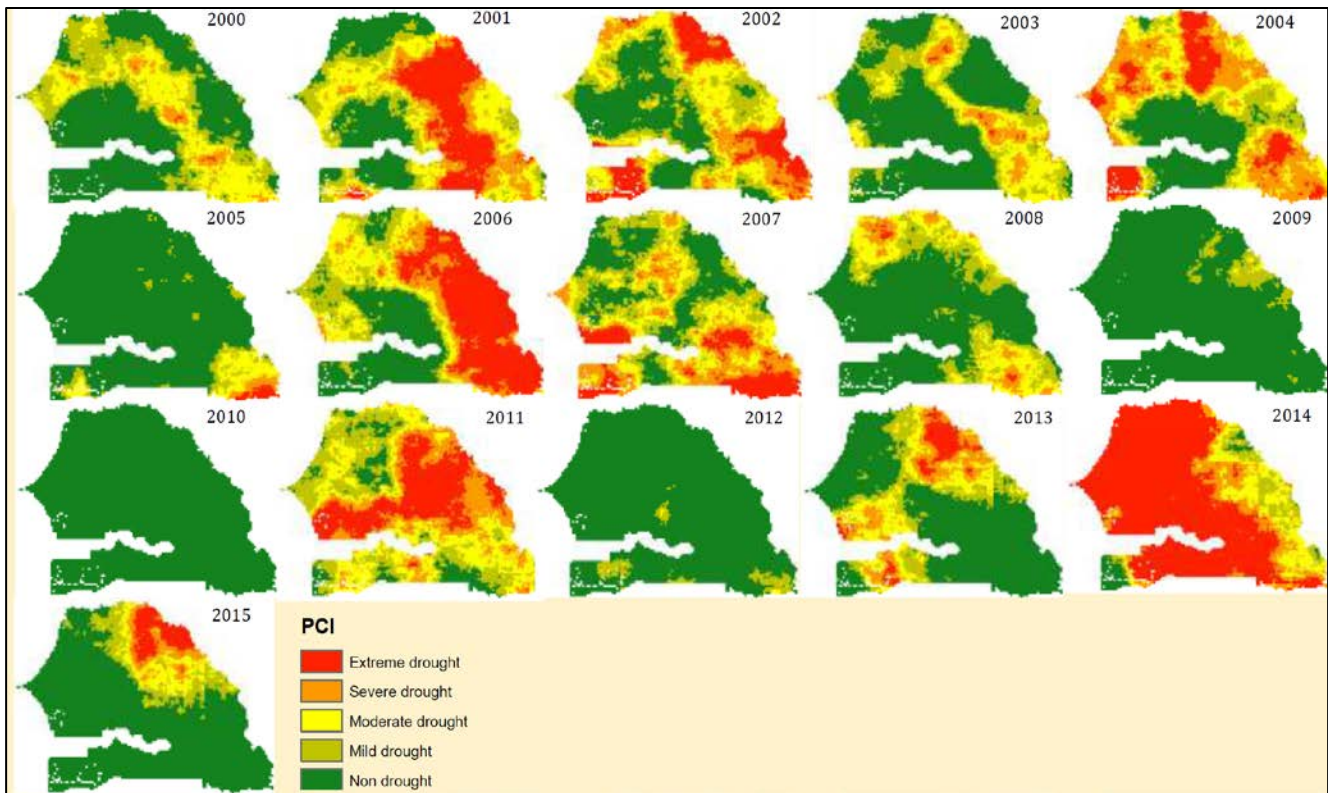 2000
2001
2002
2003
2004
2005
2006
2007
2008
2009
2010
2011
2012
2013
2014
2015
PCI
Extreme drought
Severe drought
Moderate drought
Mild drought
Non drought